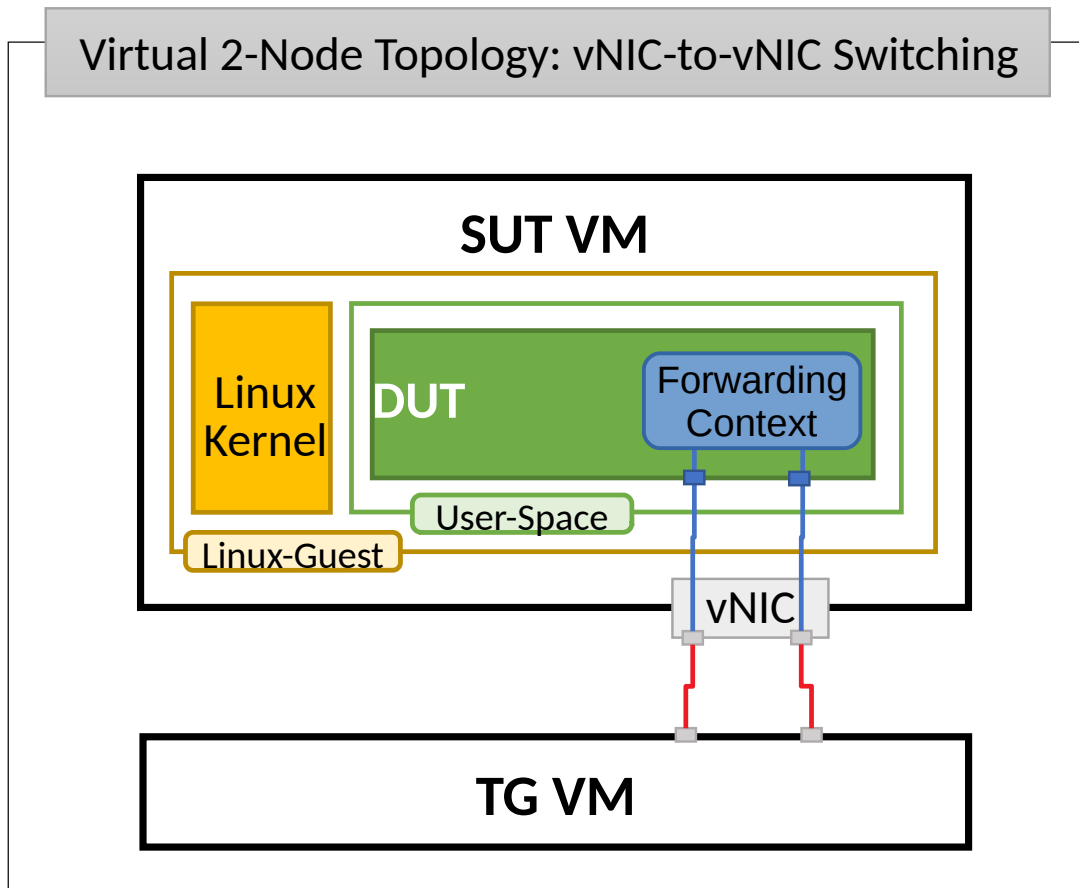 Virtual 2-Node Topology: vNIC-to-vNIC Switching
SUT VM
Linux
Kernel
DUT
Forwarding
Context
User-Space
Linux-Guest
vNIC
TG VM